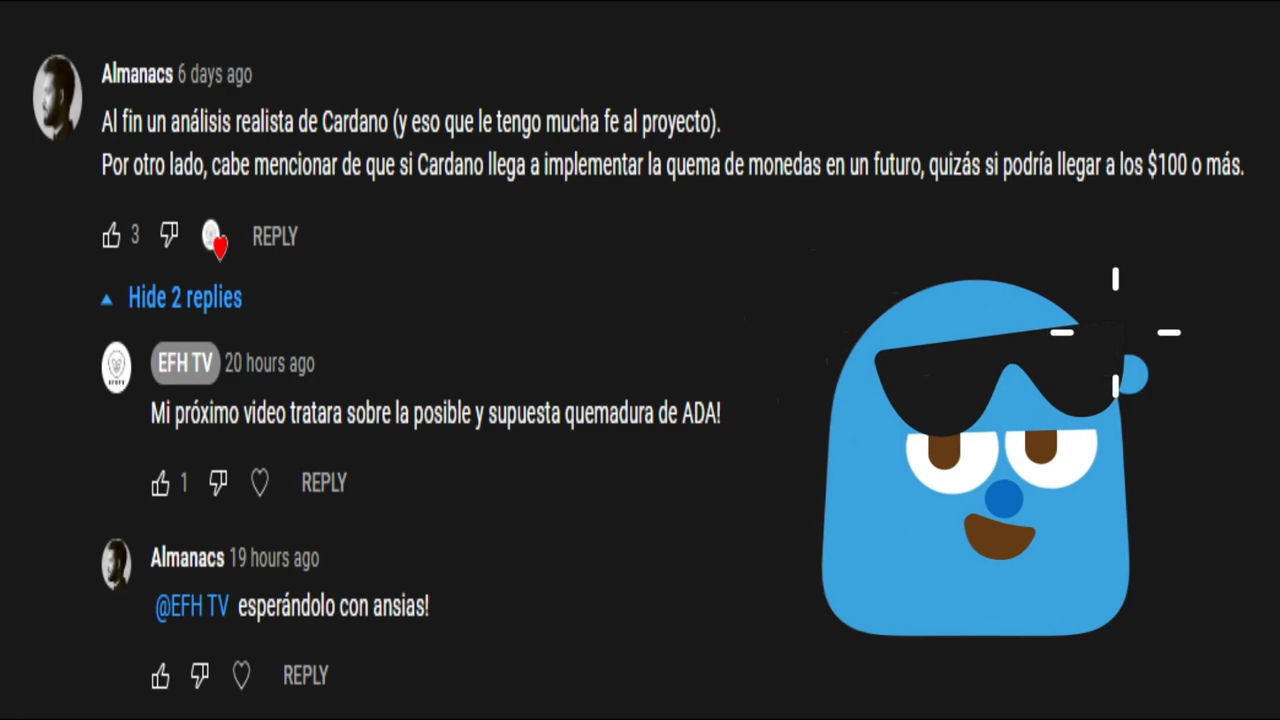 Almanacs 6 days ago
Al fin un análisis realista de Cardano (y eso que le tengo mucha fe al proyecto).
Por otro lado, cabe mencionar de que si Cardano llega a implementar la quema de monedas en un futuro, quizás si podría llegar a los $100 o más.
3 REPLY
Hide 2 replies
EFH TV 20 hours ago
Mi próximo video tratara sobre la posible y supuesta quemadura de ADA!
1 REPLY
Almanacs 19 hours ago
@EFH TV esperándolo con ansias!
REPLY